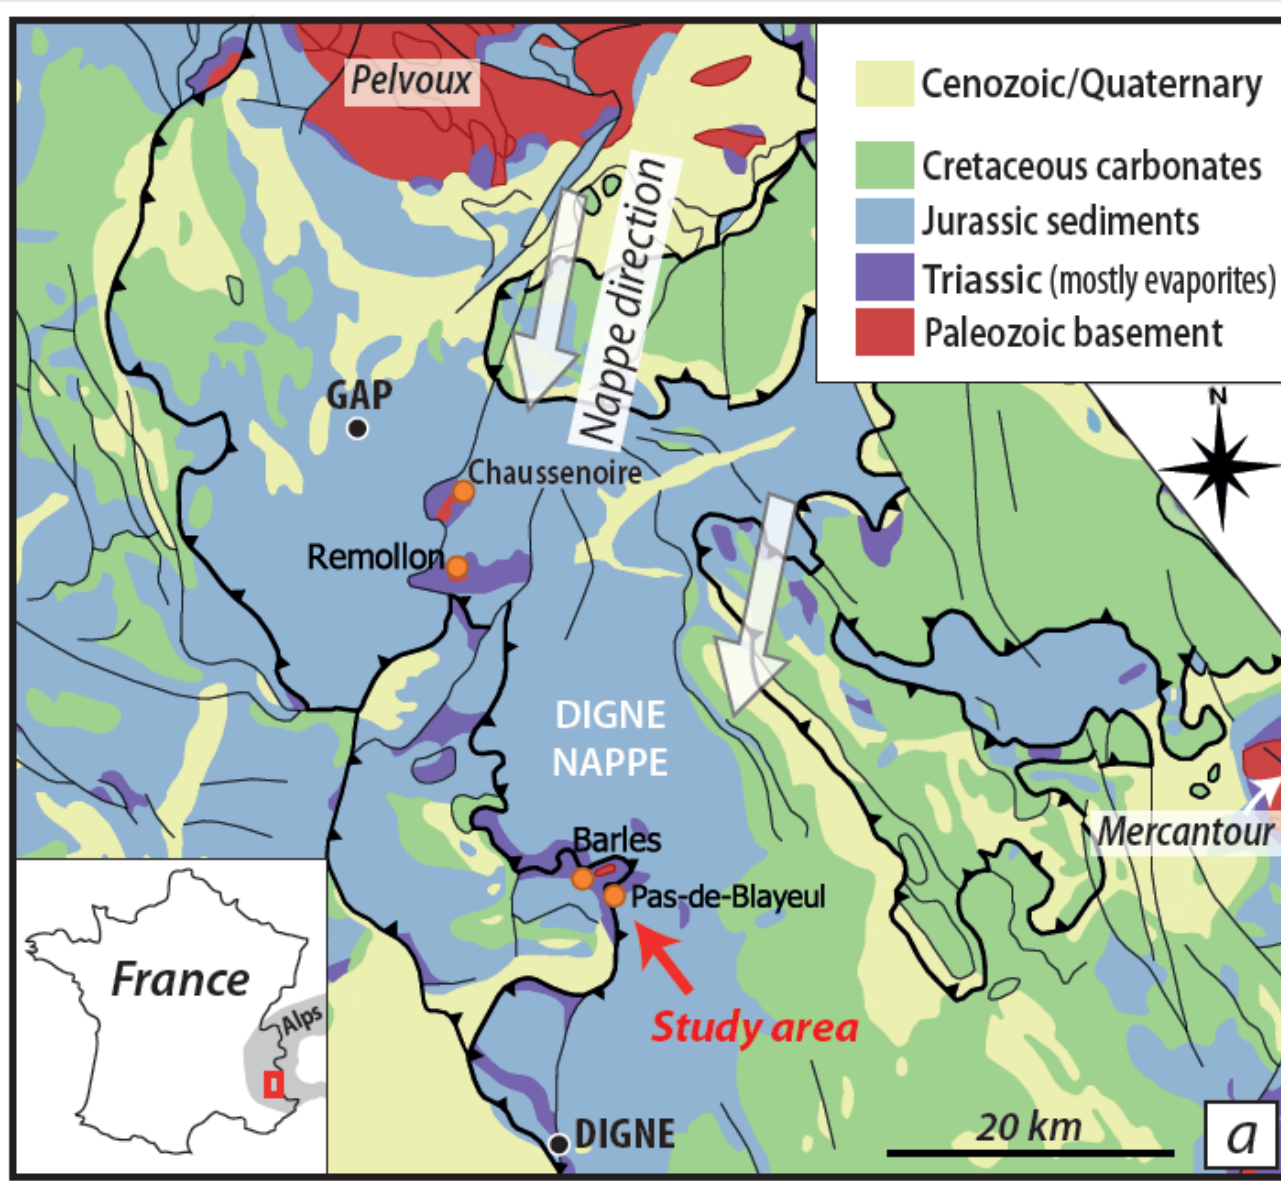 Pelvoux
Cenozoic/Quaternary
Cretaceous carbonates
Jurassic sediments
Triassic (mostly evaporites)
Paleozoic basement
Nappe direction
N
GAP
Chaussenoire
Remollon
DIGNE
NAPPE
Barles
Pas-de-Blayeul
Mercantour
Study area
France
Alps
DIGNE
20 km
a